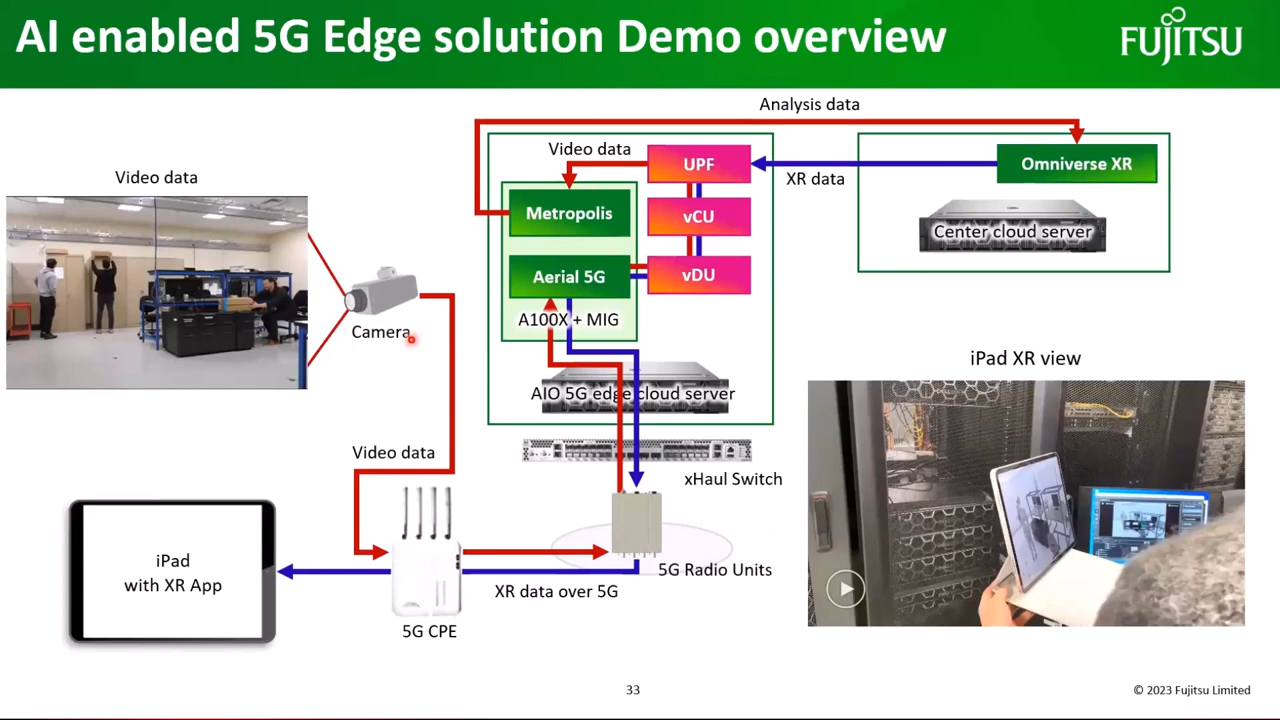 AI enabled 5G Edge solution Demo overview
FUJITSU
Analysis data
Video data
Video data
UPF
XR data
Omniverse XR
Metropolis
vCU
Center cloud server
Aerial 5G
vDU
A100X + MIG
Camera
AIO 5G edge cloud server
iPad XR view
Video data
xHaul Switch
iPad
with XR App
5G Radio Units
XR data over 5G
5G CPE
33
© 2023 Fujitsu Limited